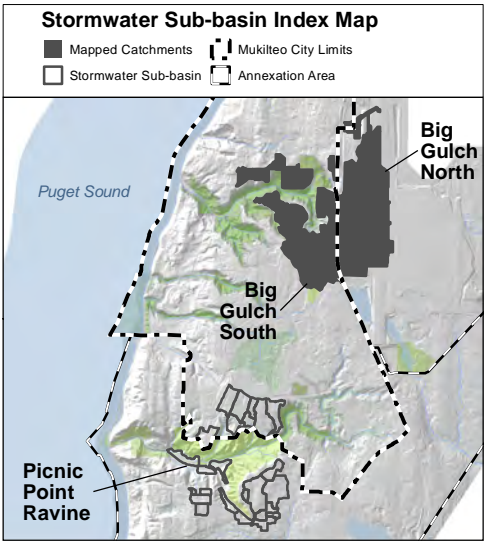 Stormwater Sub-basin Index Map
Mapped Catchments
Mukilteo City Limits
Stormwater Sub-basin
Annexation Area
Big
Gulch
North
Puget Sound
Big
Gulch
South
Picnic
Point
Ravine